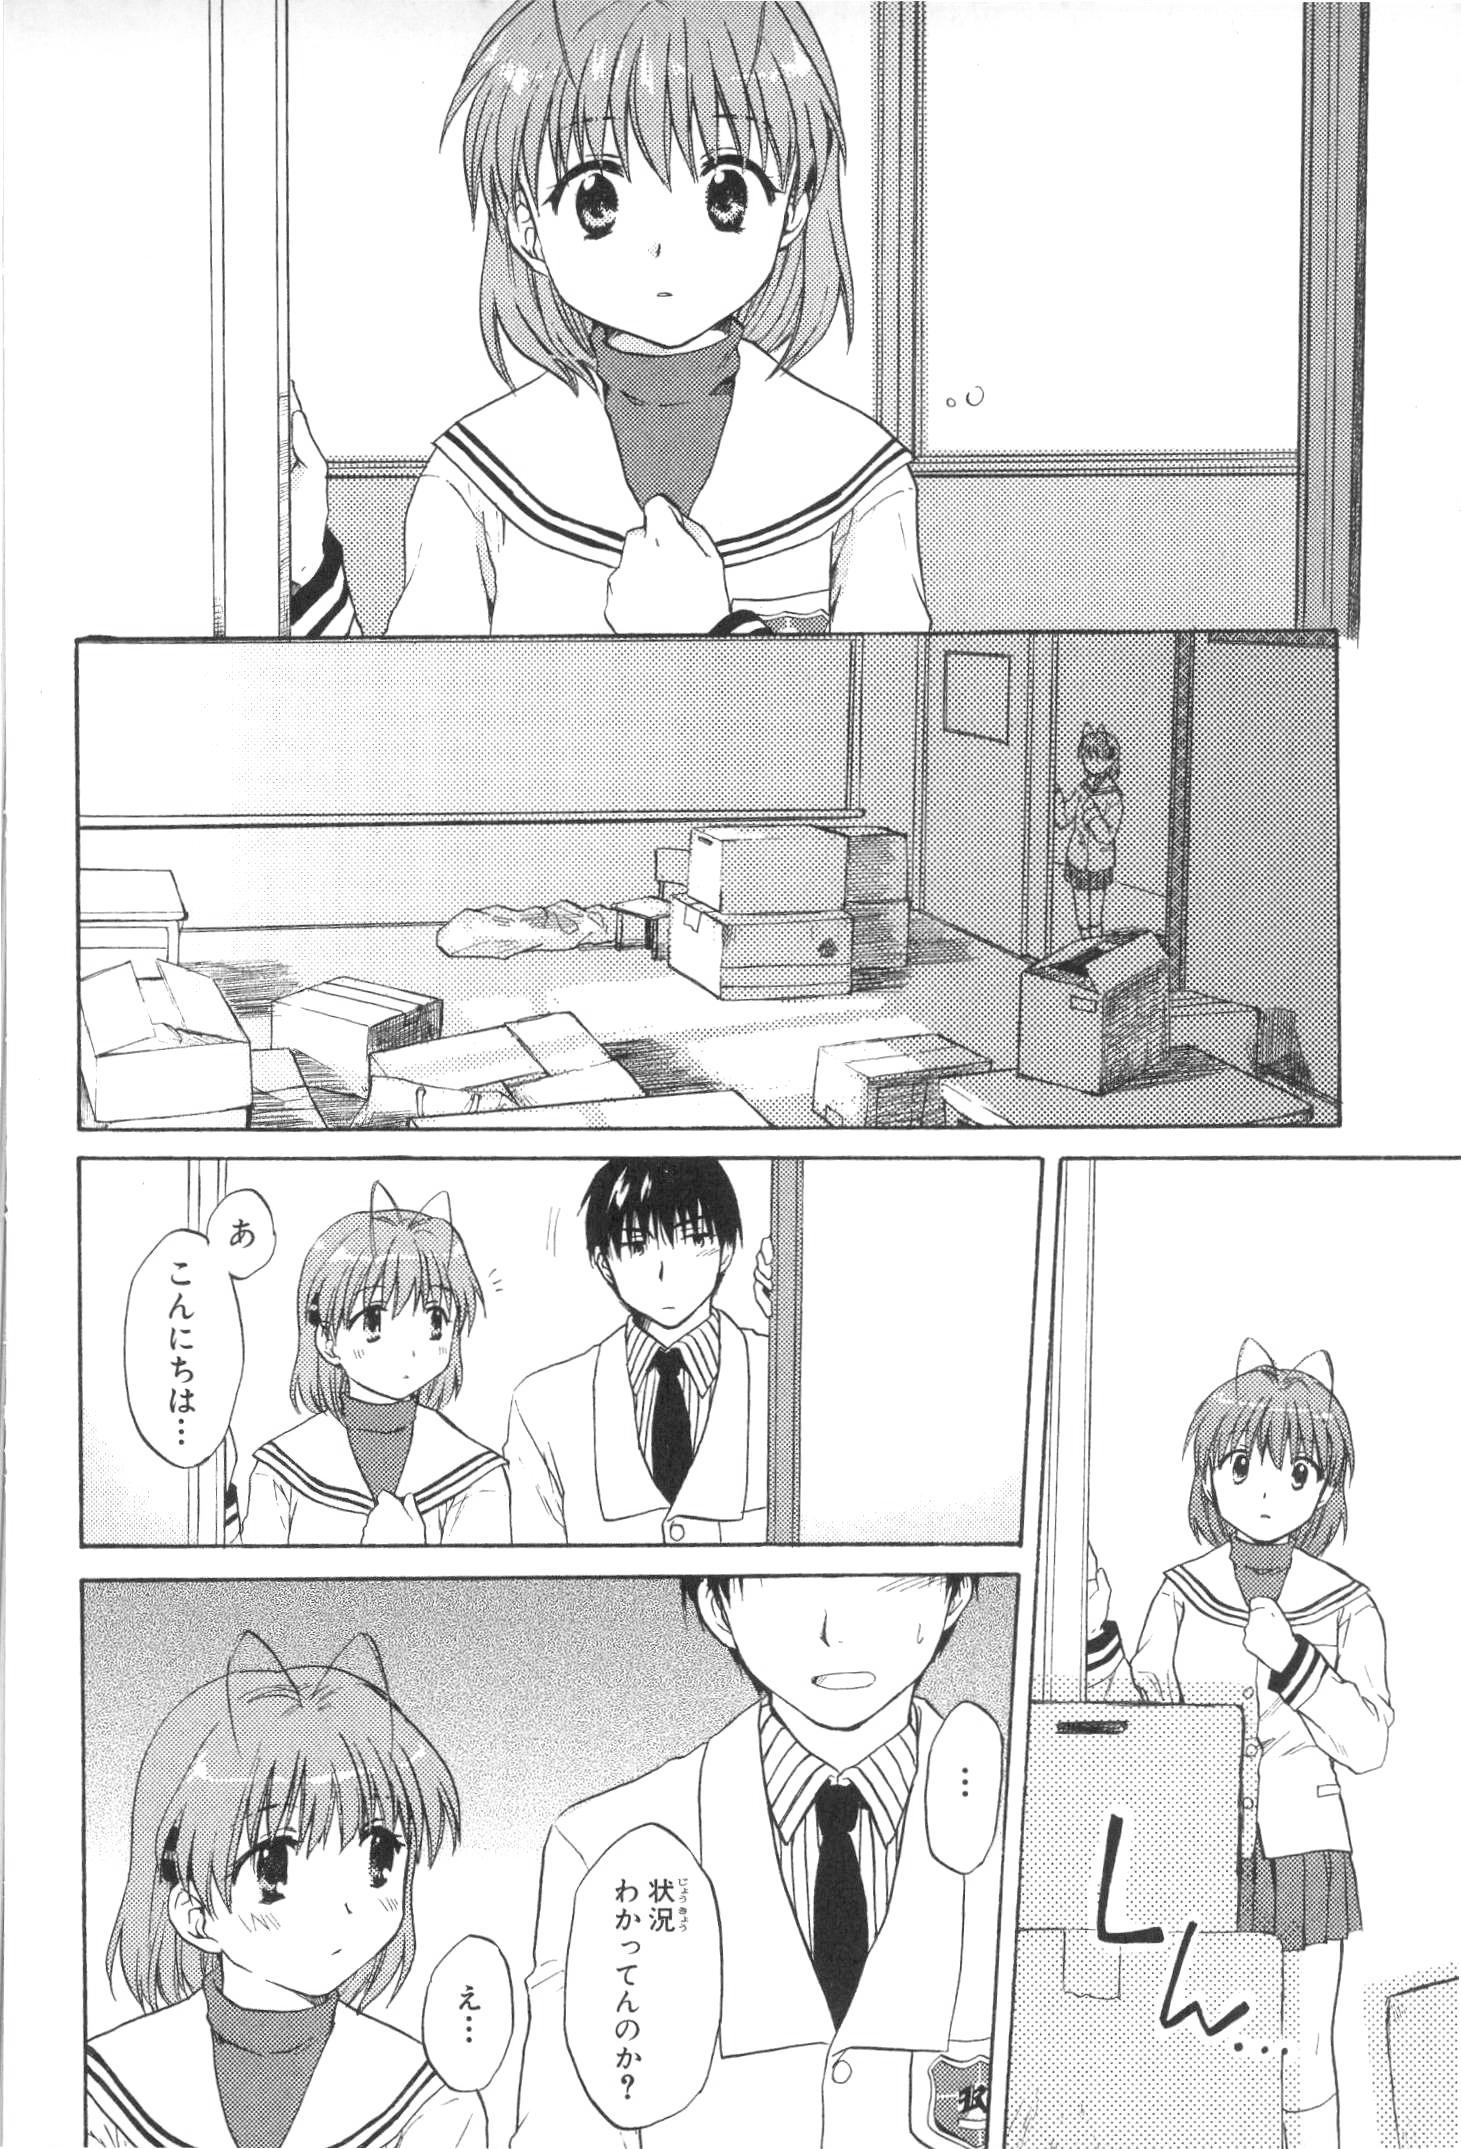 しん…
あ
こんにちは…
…
状況
じょうきょう
わかってんのか？
え…